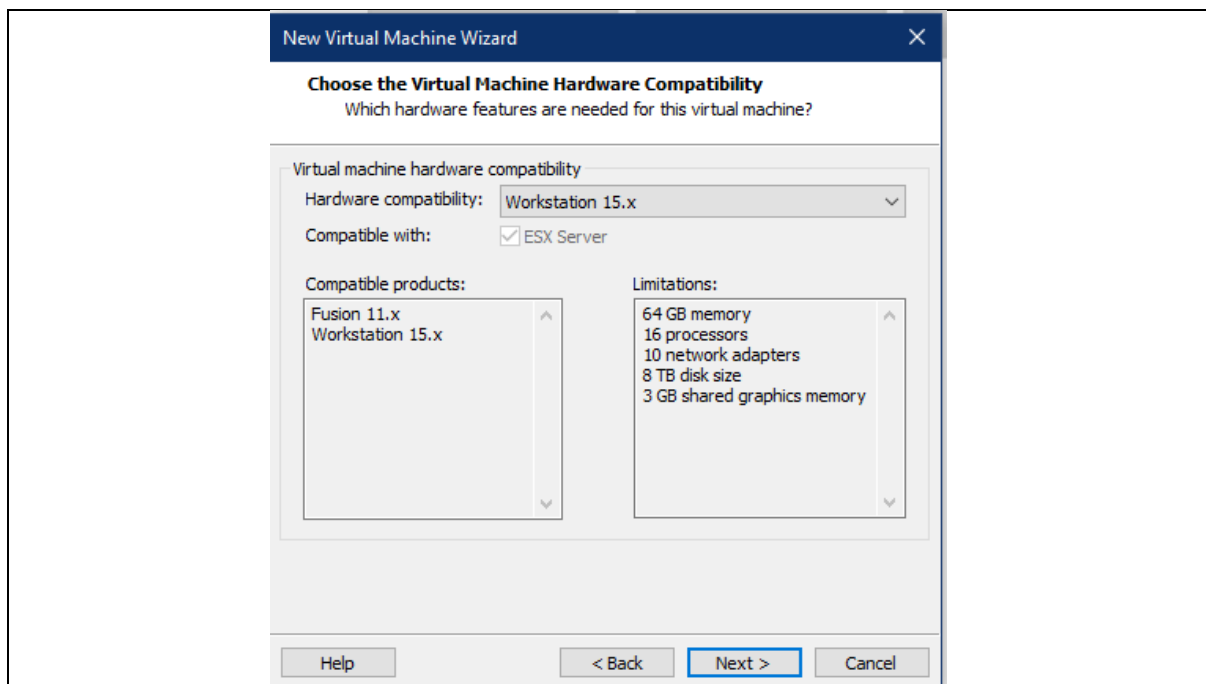 New Virtual Machine Wizard
Choose the Virtual Machine Hardware Compatibility
Which hardware features are needed for this virtual machine?
Virtual machine hardware compatibility
Hardware compatibility: Workstation 15.x
Compatible with: ESX Server
Compatible products:
Fusion 11.x
Workstation 15.x
Limitations:
64 GB memory
16 processors
10 network adapters
8 TB disk size
3 GB shared graphics memory
Help < Back Next > Cancel